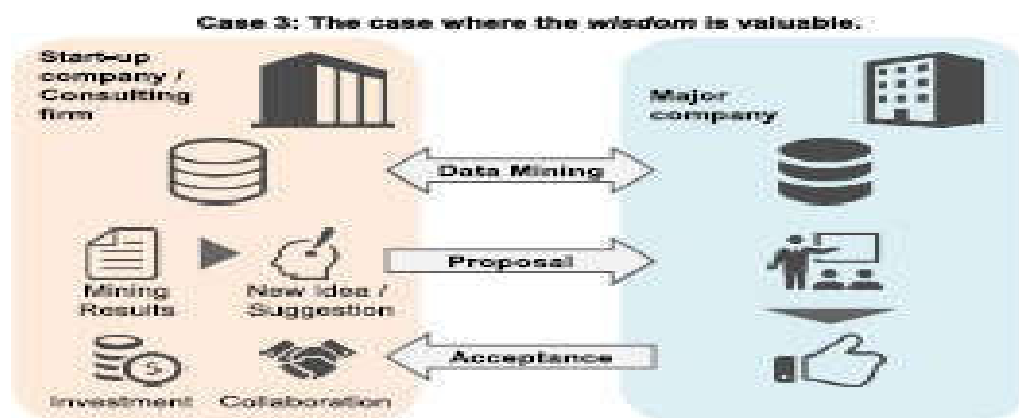 Case 3: The case where the wisdom is valuable.
Start-up
company /
Consulting
firm
Major
company
Data Mining
Mining
Results
New Idea /
Suggestion
Proposal
Investment
Collaboration
Acceptance